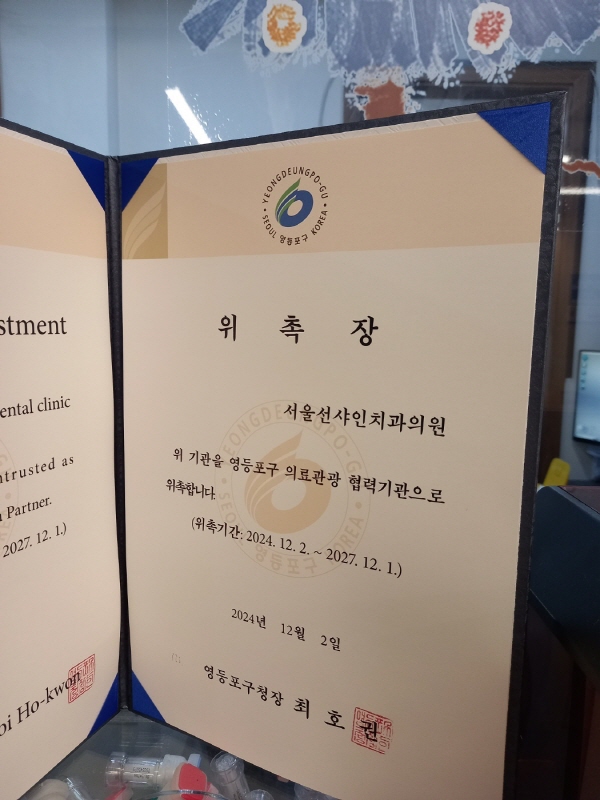 stment
ental clinic
ntrusted as
Partner.
2027. 12. 1.)
oi Ho-kwon
YEONGDEUNGPO-GU
SEOUL 영등포구 KOREA
위 촉 장
서울선샤인치과의원
위 기관을 영등포구 의료관광 협력기관으로
위촉합니다.
(위촉기간: 2024. 12. 2. ~ 2027. 12. 1.)
2024년 12월 2일
영등포구청장 최 호 권